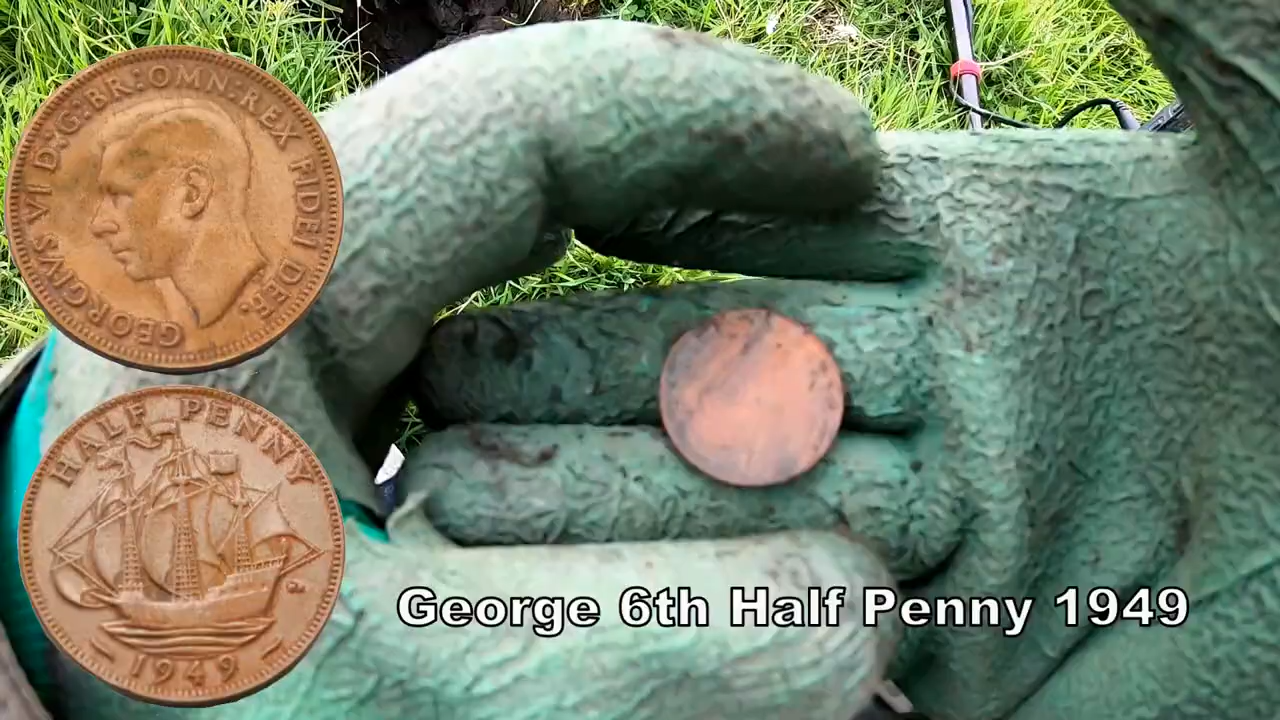 GEORGIVS VI D:G:BR:OMN:REX FIDEI DEF.
HALF PENNY
1949
George 6th Half Penny 1949